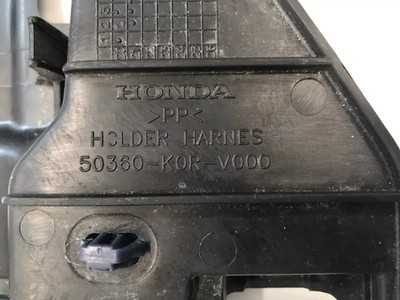 HONDA
>PP<
HOLDER HARNES
50360-K0R-V000